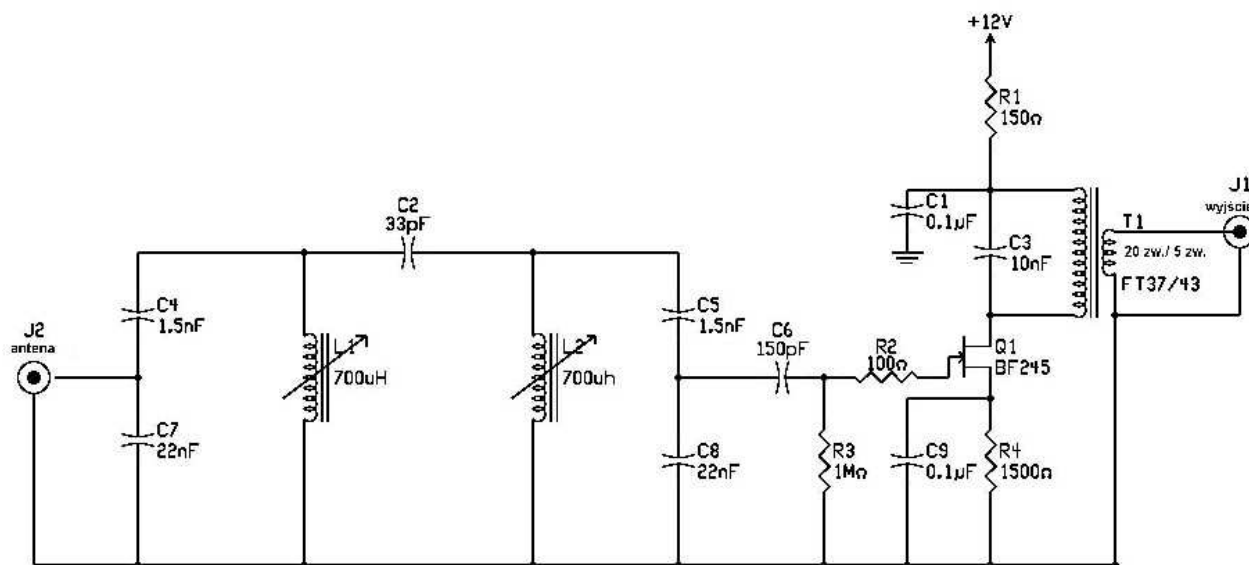 +12V
R1
150Ω
C1
0.1µF
C3
10nF
T1
20 zw./ 5 zw.
FT37/43
J1
wyjście
C2
33pF
C4
1.5nF
L1
700uH
L2
700uh
C5
1.5nF
C6
150pF
R2
100Ω
Q1
BF245
J2
antena
C7
22nF
C8
22nF
R3
1MΩ
C9
0.1µF
R4
1500Ω